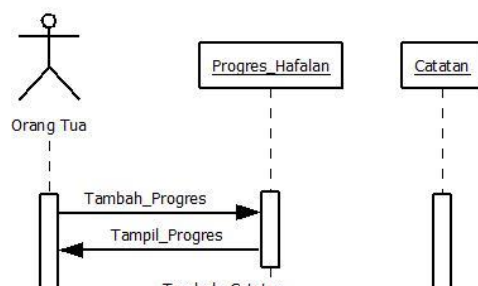 Progres_Hafalan
Catatan
Orang Tua
Tambah_Progres
Tampil_Progres